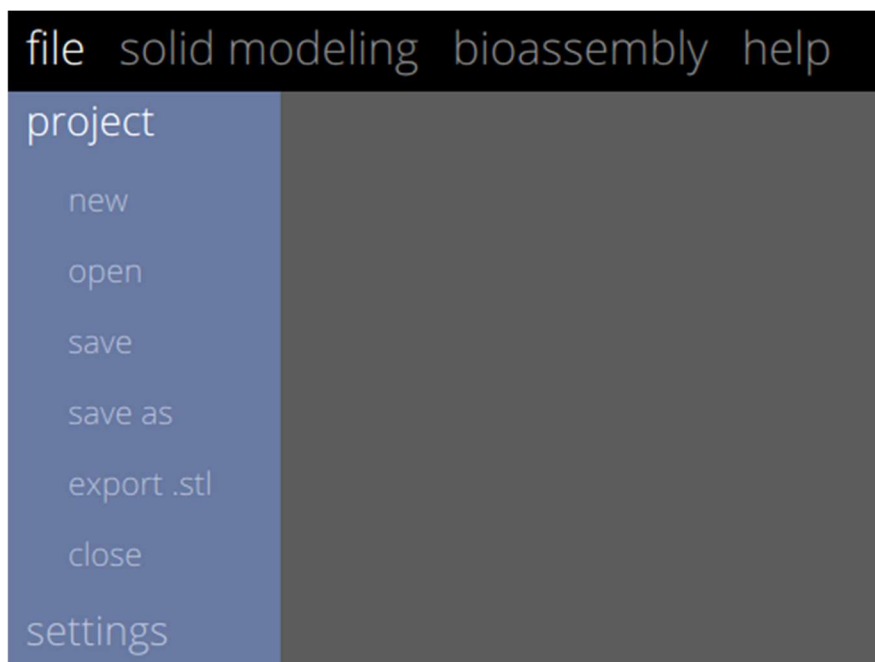 file solid modeling bioassembly help
project
new
open
save
save as
export .stl
close
settings